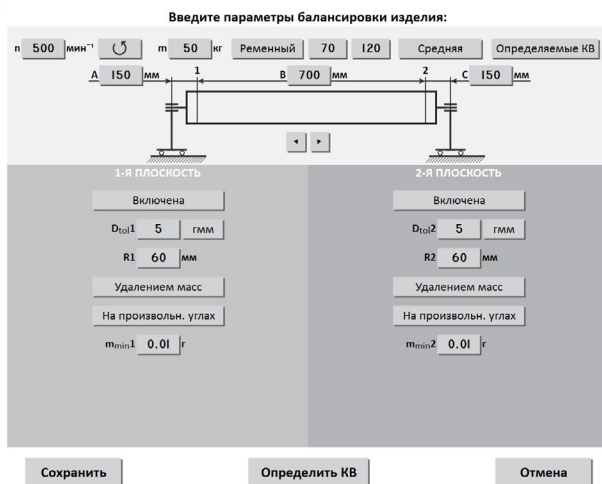 Введите параметры балансировки изделия:
n 500 мин⁻¹ m 50 кг Ременный 70 120 Средняя Определяемые КВ
A 150 мм 1 B 700 мм 2 C 150 мм
1-Я ПЛОСКОСТЬ 2-Я ПЛОСКОСТЬ
Включена Включена
Dtol1 5 гмм Dtol2 5 гмм
R1 60 мм R2 60 мм
Удалением масс Удалением масс
На произвольн. углах На произвольн. углах
mmin1 0.01 г mmin2 0.01 г
Сохранить Определить КВ Отмена